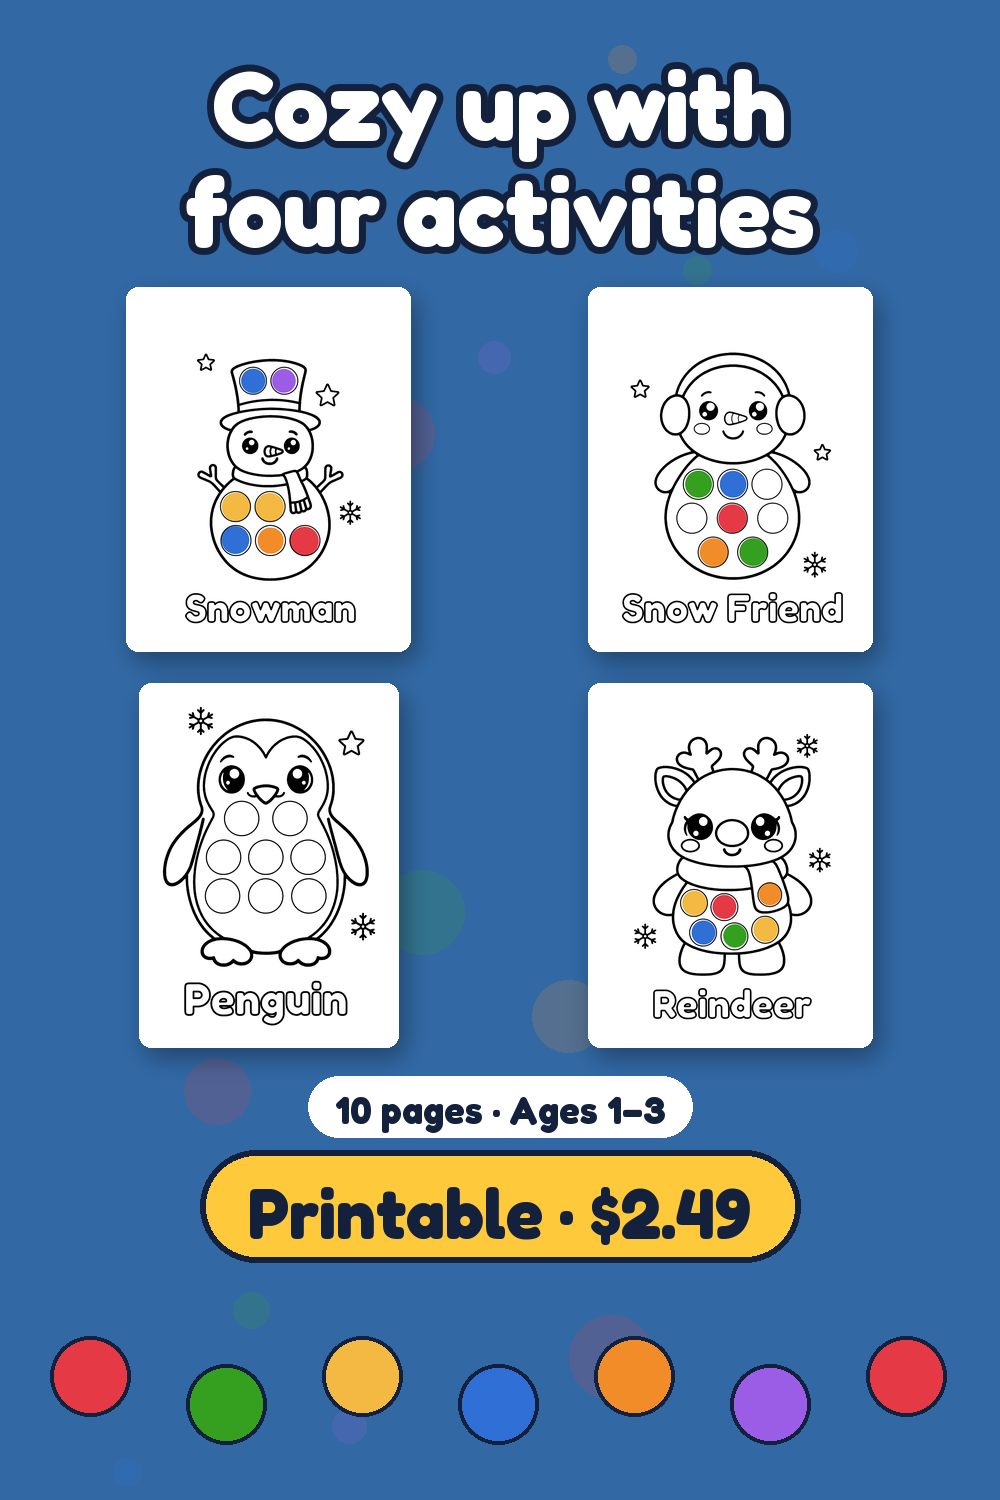 Cozy up with
four activities
Snowman
Snow Friend
Penguin
Reindeer
10 pages · Ages 1–3
Printable · $2.49